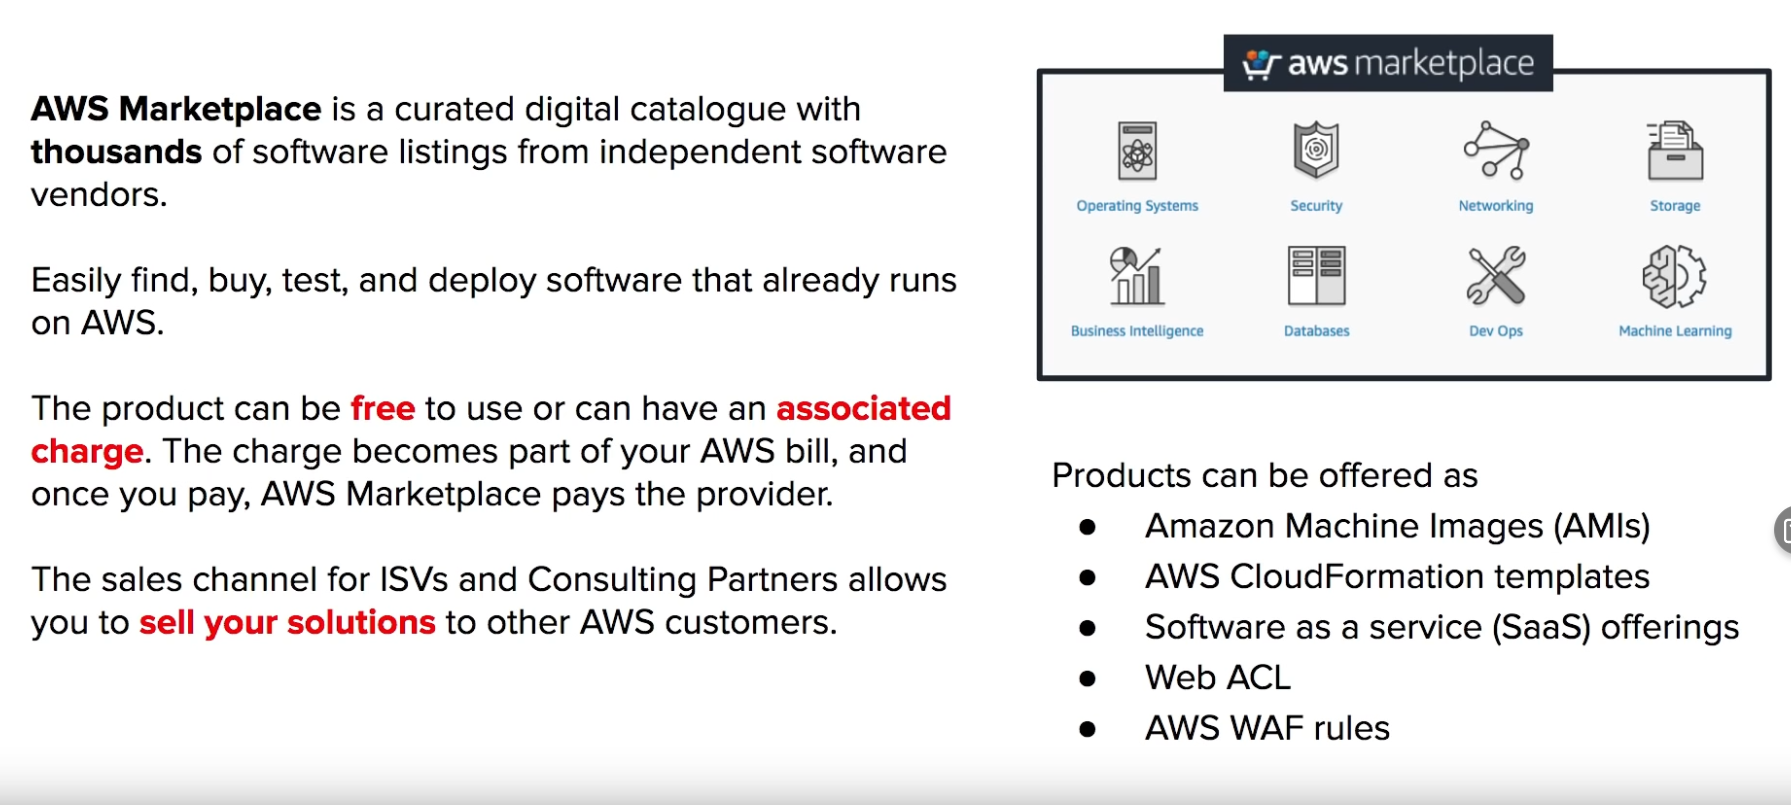 AWS Marketplace is a curated digital catalogue with
thousands of software listings from independent software
vendors.
Easily find, buy, test, and deploy software that already runs
on AWS.
The product can be free to use or can have an associated
charge. The charge becomes part of your AWS bill, and
once you pay, AWS Marketplace pays the provider.
The sales channel for ISVs and Consulting Partners allows
you to sell your solutions to other AWS customers.
aws marketplace
Operating Systems
Security
Networking
Storage
Business Intelligence
Databases
Dev Ops
Machine Learning
Products can be offered as
● Amazon Machine Images (AMIs)
● AWS CloudFormation templates
● Software as a service (SaaS) offerings
● Web ACL
● AWS WAF rules